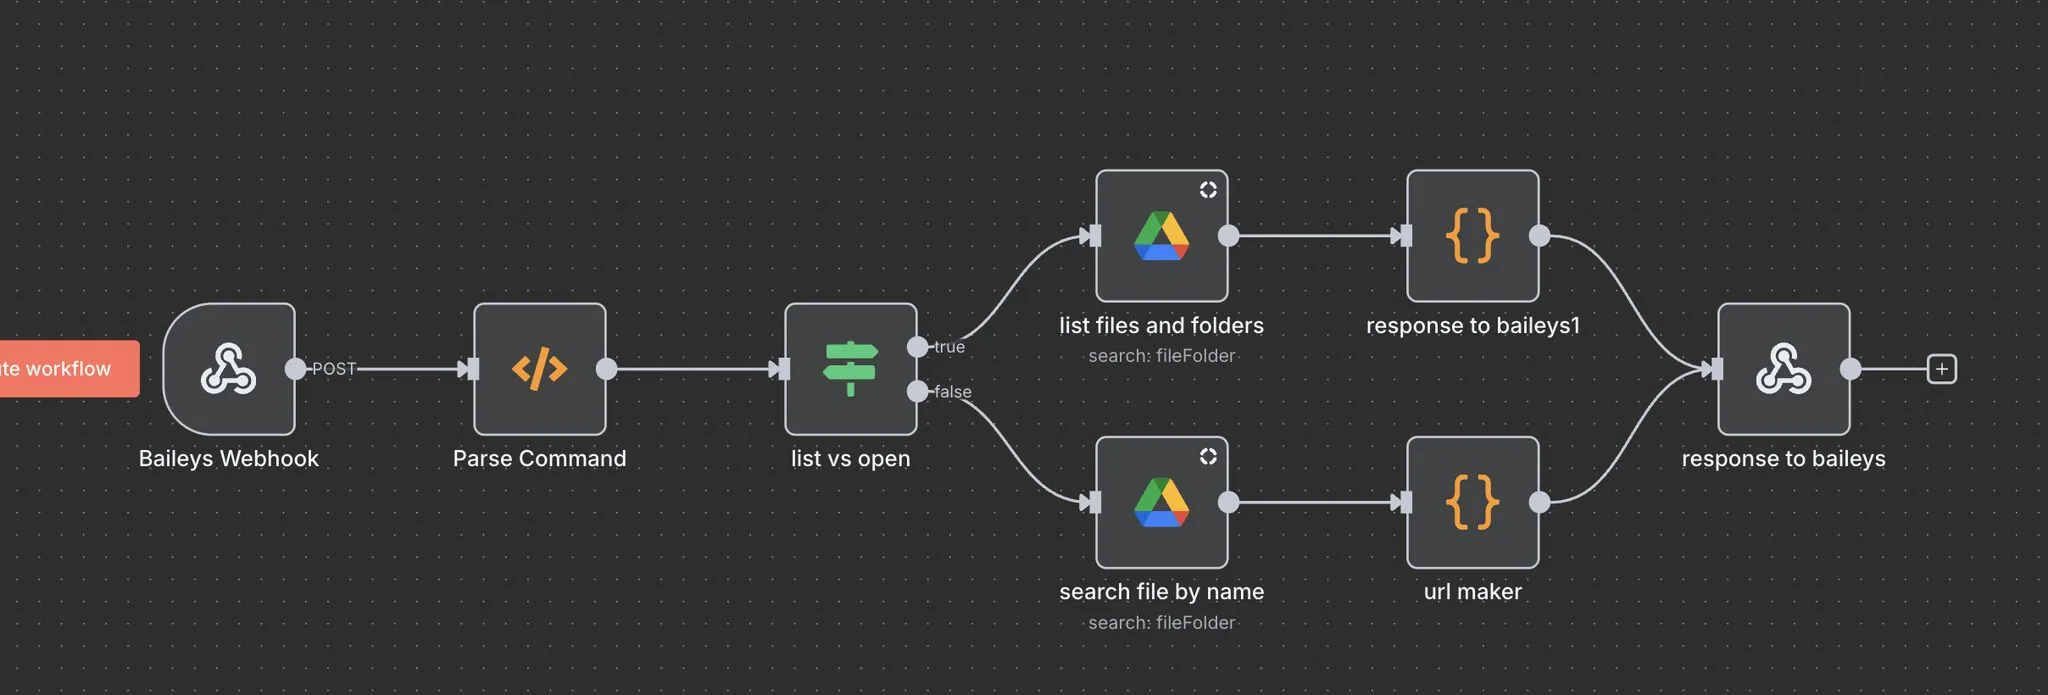 te workflow
POST
Baileys Webhook
Parse Command
true
false
list vs open
list files and folders
search: fileFolder
response to baileys1
search file by name
search: fileFolder
url maker
response to baileys